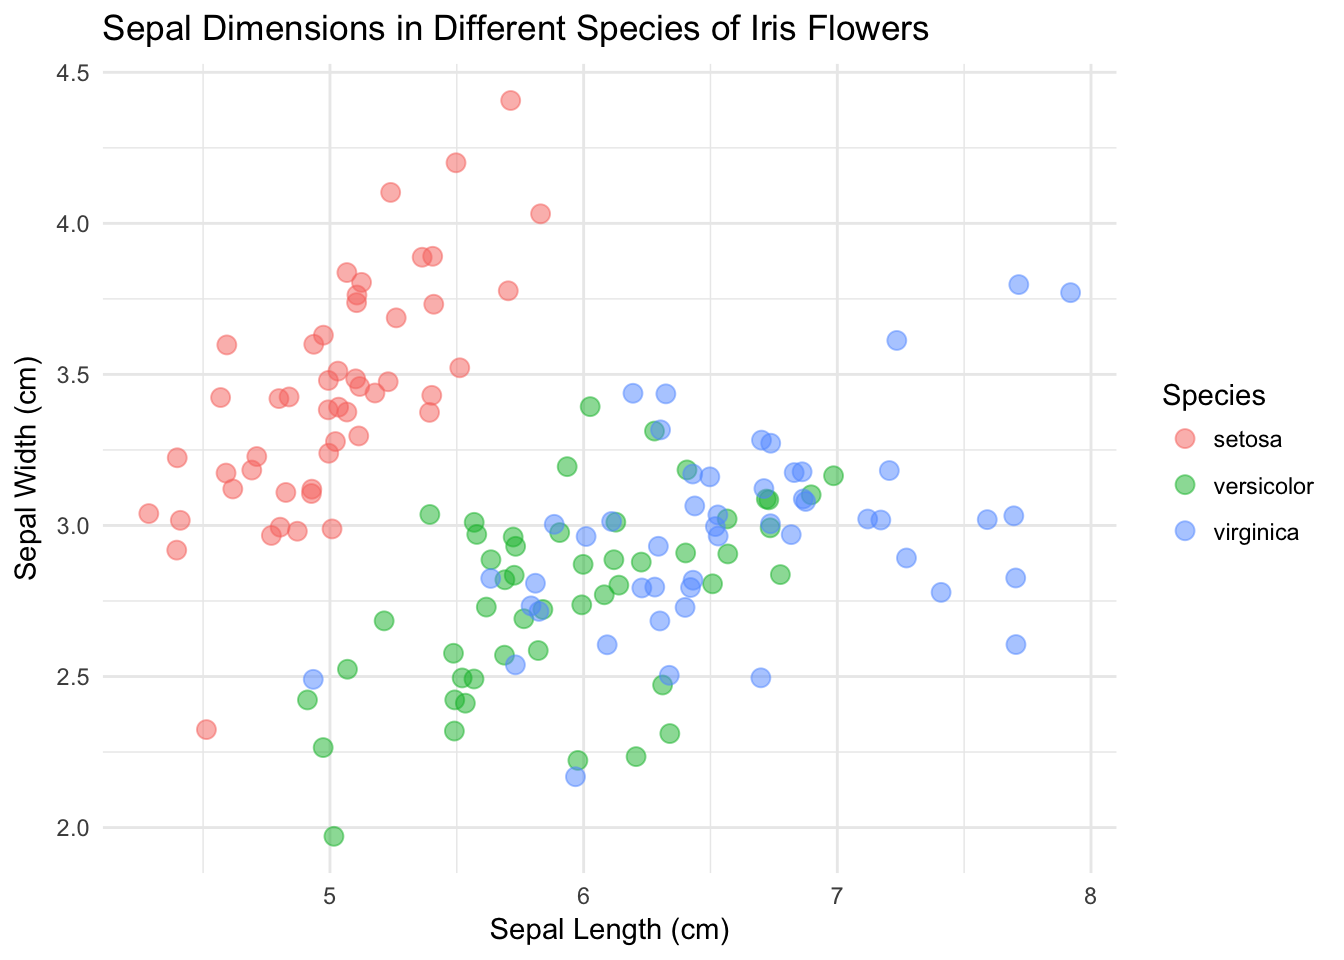 Sepal Dimensions in Different Species of Iris Flowers
4.5
4.0
3.5
3.0
2.5
2.0
Sepal Width (cm)
5 6 7 8
Sepal Length (cm)
Species
setosa
versicolor
virginica